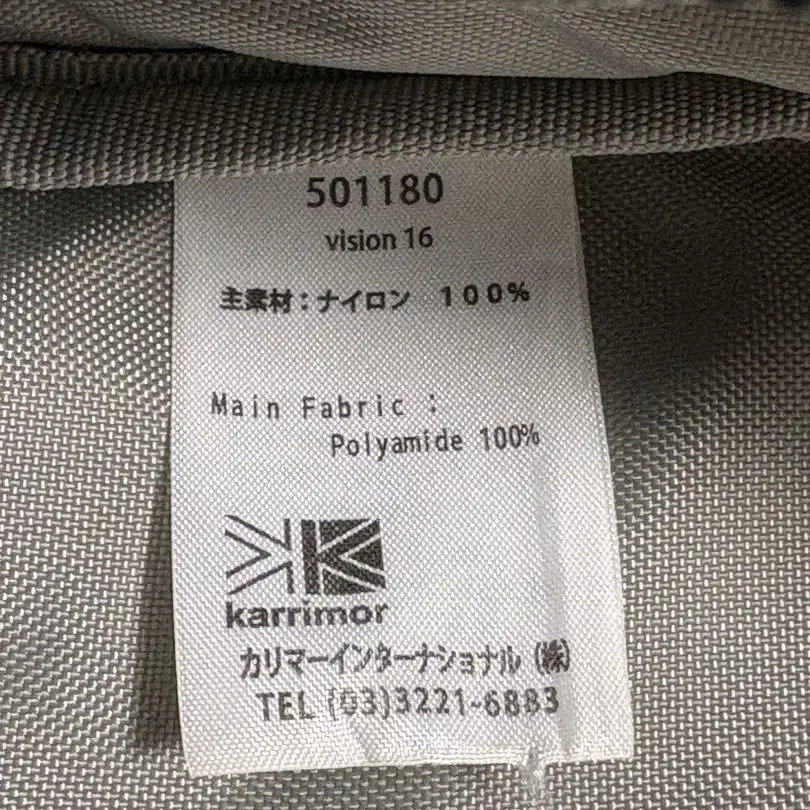 501180
vision 16
主素材：ナイロン　１００％
Main Fabric :
Polyamide 100%
karrimor
カリマーインターナショナル（株）
TEL (03)3221-6883